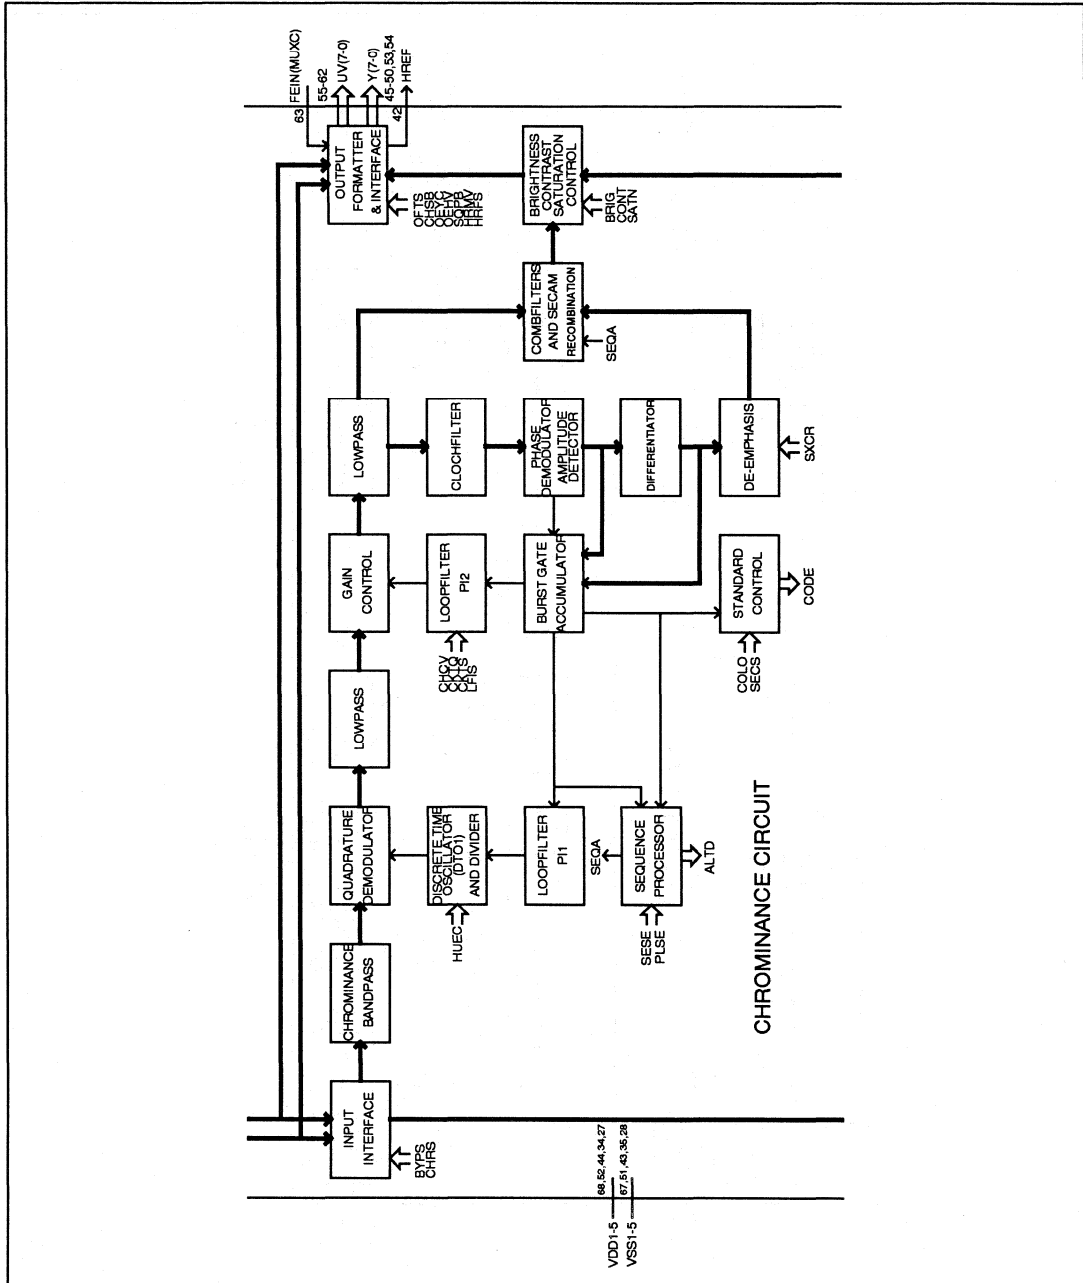 63 FEIN(MUXC)
55-62
UV(7-0)
Y(7-0)
45-50,53,54
42 HREF
OUTPUT
FORMATTER
& INTERFACE
OFTS
CHSB
OEYC
OEHV
SQPB
HRMV
HRFS
BRIGHTNESS
CONTRAST
SATURATION
CONTROL
BRIG
CONT
SATN
COMBFILTERS
AND SECAM
RECOMBINATION
SEQA
LOWPASS
CLOCHFILTER
PHASE
DEMODULATOR
AMPLITUDE
DETECTOR
DIFFERENTIATOR
DE-EMPHASIS
SXCR
GAIN
CONTROL
LOOPFILTER
PI2
CHCV
CKTQ
CKTS
LFIS
BURST GATE
ACCUMULATOR
STANDARD
CONTROL
COLO
SECS
CODE
LOWPASS
QUADRATURE
DEMODULATOR
DISCRETE TIME
OSCILLATOR
(DTO1)
AND DIVIDER
HUEC
LOOPFILTER
PI1
SEQA
SEQUENCE
PROCESSOR
SESE
PLSE
ALTD
CHROMINANCE
BANDPASS
INPUT
INTERFACE
BYPS
CHRS
CHROMINANCE CIRCUIT
VDD1-5 68,52,44,34,27
VSS1-5 67,51,43,35,28